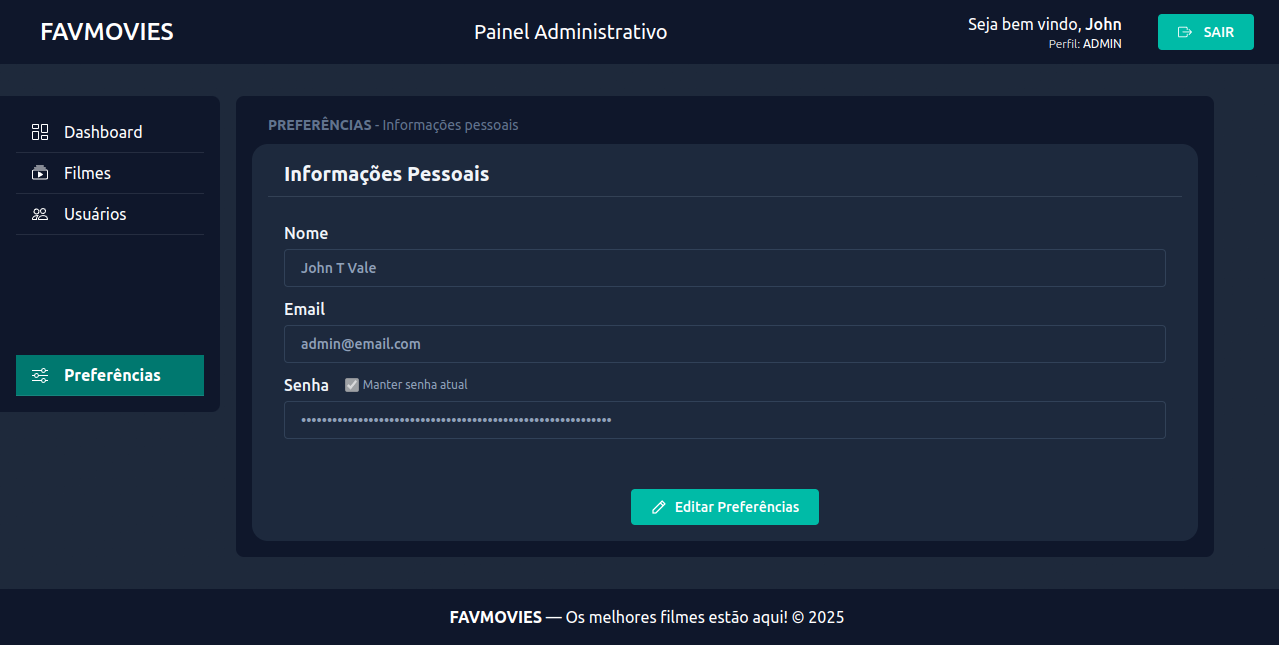 FAVMOVIES
Painel Administrativo
Seja bem vindo, John
Perfil: ADMIN
SAIR
Dashboard
Filmes
Usuários
Preferências
PREFERÊNCIAS - Informações pessoais
Informações Pessoais
Nome
John T Vale
Email
admin@email.com
Senha
Manter senha atual
Editar Preferências
FAVMOVIES — Os melhores filmes estão aqui! © 2025